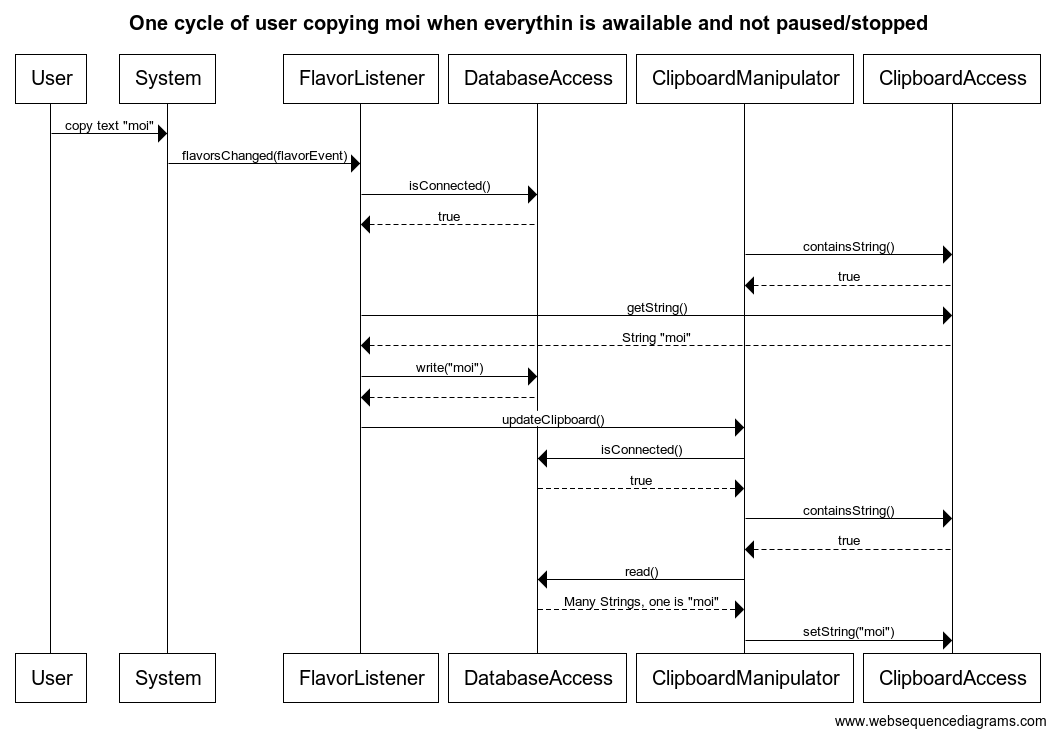 One cycle of user copying moi when everythin is awailable and not paused/stopped
User System FlavorListener DatabaseAccess ClipboardManipulator ClipboardAccess
copy text "moi"
flavorsChanged(flavorEvent)
isConnected()
true
containsString()
true
getString()
String "moi"
write("moi")
updateClipboard()
isConnected()
true
containsString()
true
read()
Many Strings, one is "moi"
setString("moi")
User System FlavorListener DatabaseAccess ClipboardManipulator ClipboardAccess
www.websequencediagrams.com